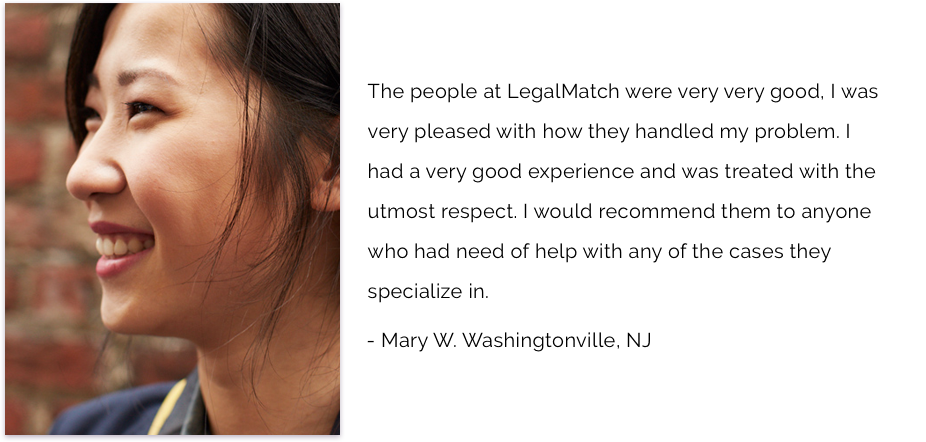 The people at LegalMatch were very very good, I was
very pleased with how they handled my problem. I
had a very good experience and was treated with the
utmost respect. I would recommend them to anyone
who had need of help with any of the cases they
specialize in.
- Mary W. Washingtonville, NJ